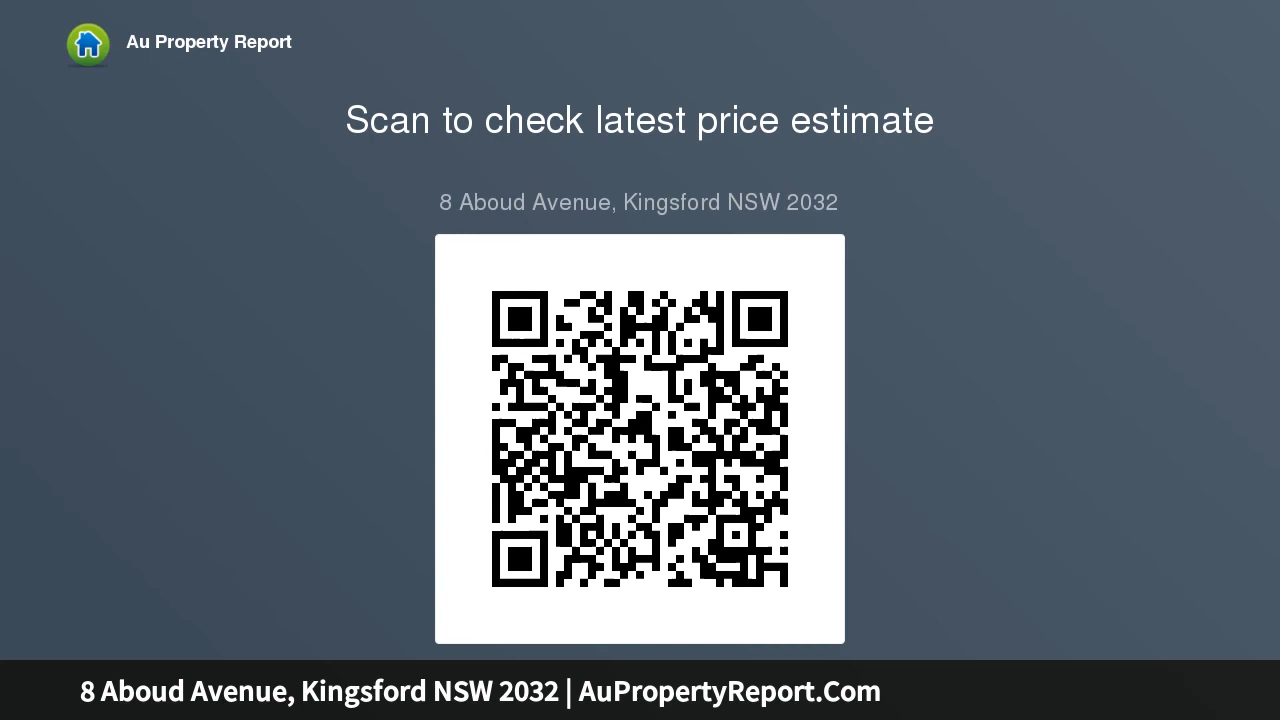 Au Property Report
Scan to check latest price estimate
8 Aboud Avenue, Kingsford NSW 2032
8 Aboud Avenue, Kingsford NSW 2032 | AuPropertyReport.Com